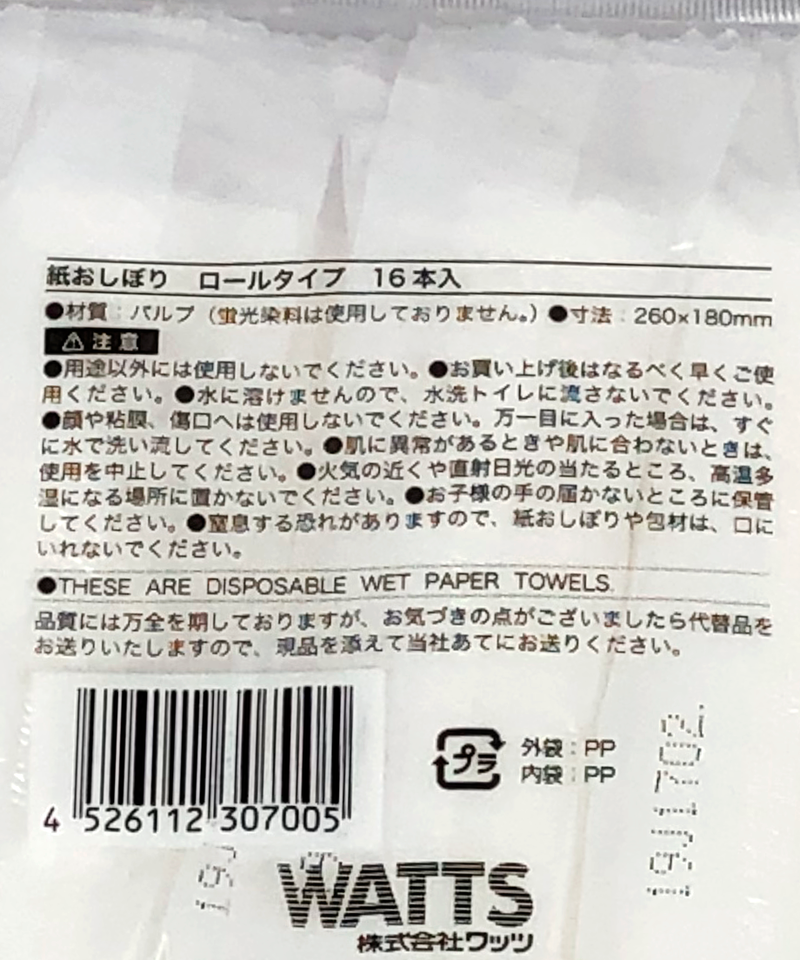 紙おしぼり ロールタイプ 16本入
●材質：パルプ（蛍光染料は使用しておりません。）●寸法：260×180mm
⚠注意
●用途以外には使用しないでください。●お買い上げ後はなるべく早くご使
用ください。●水に溶けませんので、水洗トイレに流さないでください。
●顔や粘膜、傷口へは使用しないでください。万一目に入った場合は、すぐ
に水で洗い流してください。●肌に異常があるときや肌に合わないときは、
使用を中止してください。●火気の近くや直射日光の当たるところ、高温多
湿になる場所に置かないでください。●お子様の手の届かないところに保管
してください。●窒息する恐れがありますので、紙おしぼりや包材は、口に
いれないでください。
●THESE ARE DISPOSABLE WET PAPER TOWELS.
品質には万全を期しておりますが、お気づきの点がございましたら代替品を
お送りいたしますので、現品を添えて当社あてにお送りください。
プラ
外袋：PP
内袋：PP
4 526112 307005
WATTS
株式会社ワッツ